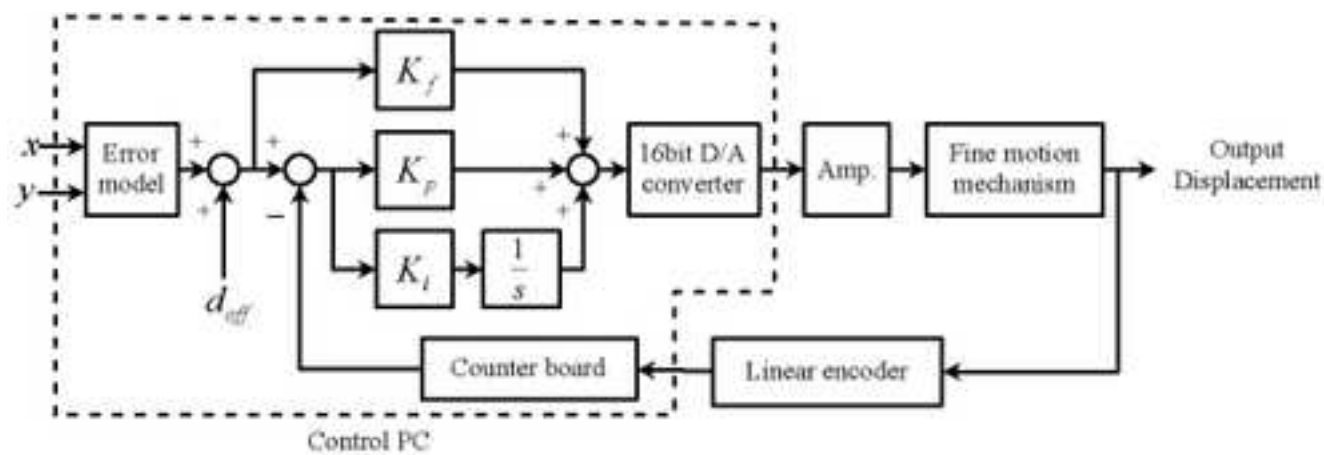 x
y
Error
model
+
+
d_off
+
−
K_f
K_p
K_i
1
s
+
+
+
16bit D/A
converter
Amp.
Fine motion
mechanism
Output
Displacement
Counter board
Linear encoder
Control PC